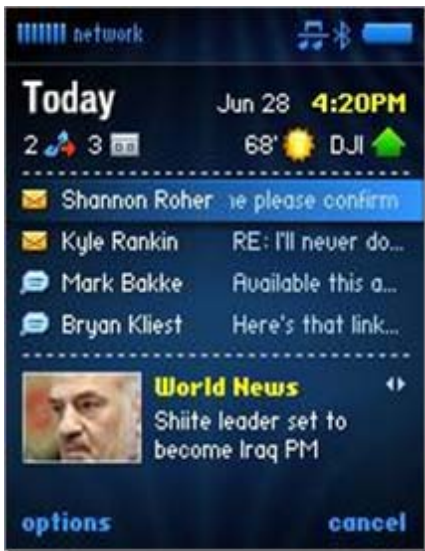 network
Today Jun 28 4:20PM
2 3 68° DJI
Shannon Roher ne please confirm
Kyle Rankin RE: I'll never do...
Mark Bakke Available this a...
Bryan Kliest Here's that link...
World News
Shiite leader set to
become Iraq PM
options cancel